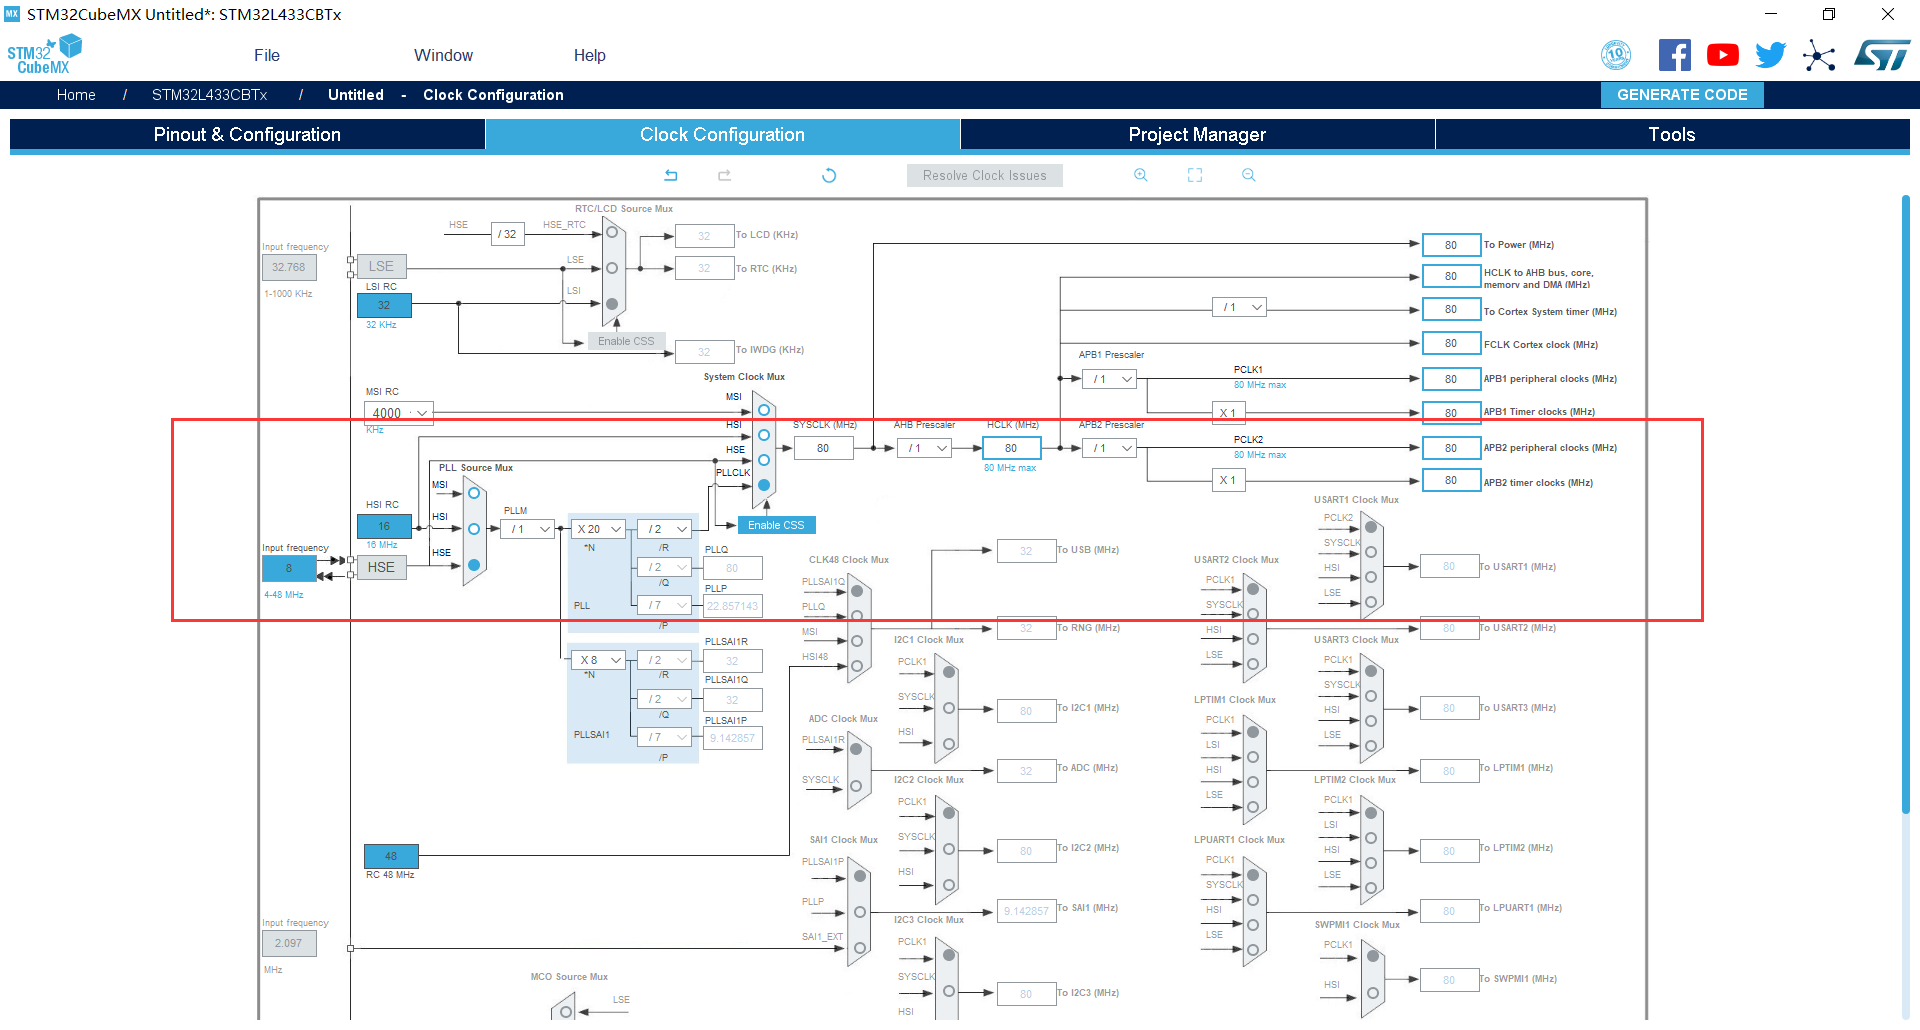 MX STM32CubeMX Untitled*: STM32L433CBTx
STM32 CubeMX
File Window Help
10
ST
Home / STM32L433CBTx / Untitled - Clock Configuration
GENERATE CODE
Pinout & Configuration
Clock Configuration
Project Manager
Tools
Resolve Clock Issues
RTC/LCD Source Mux
HSE
/ 32
HSE_RTC
32
To LCD (KHz)
Input frequency
32.768
1-1000 KHz
LSE
LSE
32
To RTC (KHz)
LSI RC
32
32 KHz
LSI
Enable CSS
32
To IWDG (KHz)
80
To Power (MHz)
80
HCLK to AHB bus, core,
memory and DMA (MHz)
/ 1
80
To Cortex System timer (MHz)
80
FCLK Cortex clock (MHz)
APB1 Prescaler
/ 1
PCLK1
80 MHz max
80
APB1 peripheral clocks (MHz)
X 1
80
APB1 Timer clocks (MHz)
System Clock Mux
MSI RC
4000
KHz
MSI
HSI
HSE
PLLCLK
SYSCLK (MHz)
80
AHB Prescaler
/ 1
HCLK (MHz)
80
80 MHz max
APB2 Prescaler
/ 1
PCLK2
80 MHz max
80
APB2 peripheral clocks (MHz)
X 1
80
APB2 timer clocks (MHz)
Enable CSS
PLL Source Mux
MSI
HSI
HSE
HSI RC
16
16 MHz
Input frequency
8
4-48 MHz
HSE
PLLM
/ 1
X 20
*N
/ 2
/R
/ 2
/Q
/ 7
/P
PLL
PLLQ
80
PLLP
22.857143
X 8
*N
/ 2
/R
/ 2
/Q
/ 7
/P
PLLSAI1
PLLSAI1R
32
PLLSAI1Q
32
PLLSAI1P
9.142857
CLK48 Clock Mux
PLLSAI1Q
PLLQ
MSI
HSI48
32
To USB (MHz)
32
To RNG (MHz)
I2C1 Clock Mux
PCLK1
SYSCLK
HSI
80
To I2C1 (MHz)
ADC Clock Mux
PLLSAI1R
SYSCLK
32
To ADC (MHz)
I2C2 Clock Mux
PCLK1
SYSCLK
HSI
80
To I2C2 (MHz)
SAI1 Clock Mux
PLLSAI1P
PLLP
SAI1_EXT
9.142857
To SAI1 (MHz)
I2C3 Clock Mux
PCLK1
SYSCLK
HSI
80
To I2C3 (MHz)
48
RC 48 MHz
Input frequency
2.097
MHz
MCO Source Mux
LSE
USART1 Clock Mux
PCLK2
SYSCLK
HSI
LSE
80
To USART1 (MHz)
USART2 Clock Mux
PCLK1
SYSCLK
HSI
LSE
80
To USART2 (MHz)
USART3 Clock Mux
PCLK1
SYSCLK
HSI
LSE
80
To USART3 (MHz)
LPTIM1 Clock Mux
PCLK1
LSI
HSI
LSE
80
To LPTIM1 (MHz)
LPTIM2 Clock Mux
PCLK1
LSI
HSI
LSE
80
To LPTIM2 (MHz)
LPUART1 Clock Mux
PCLK1
SYSCLK
HSI
LSE
80
To LPUART1 (MHz)
SWPMI1 Clock Mux
PCLK1
HSI
80
To SWPMI1 (MHz)